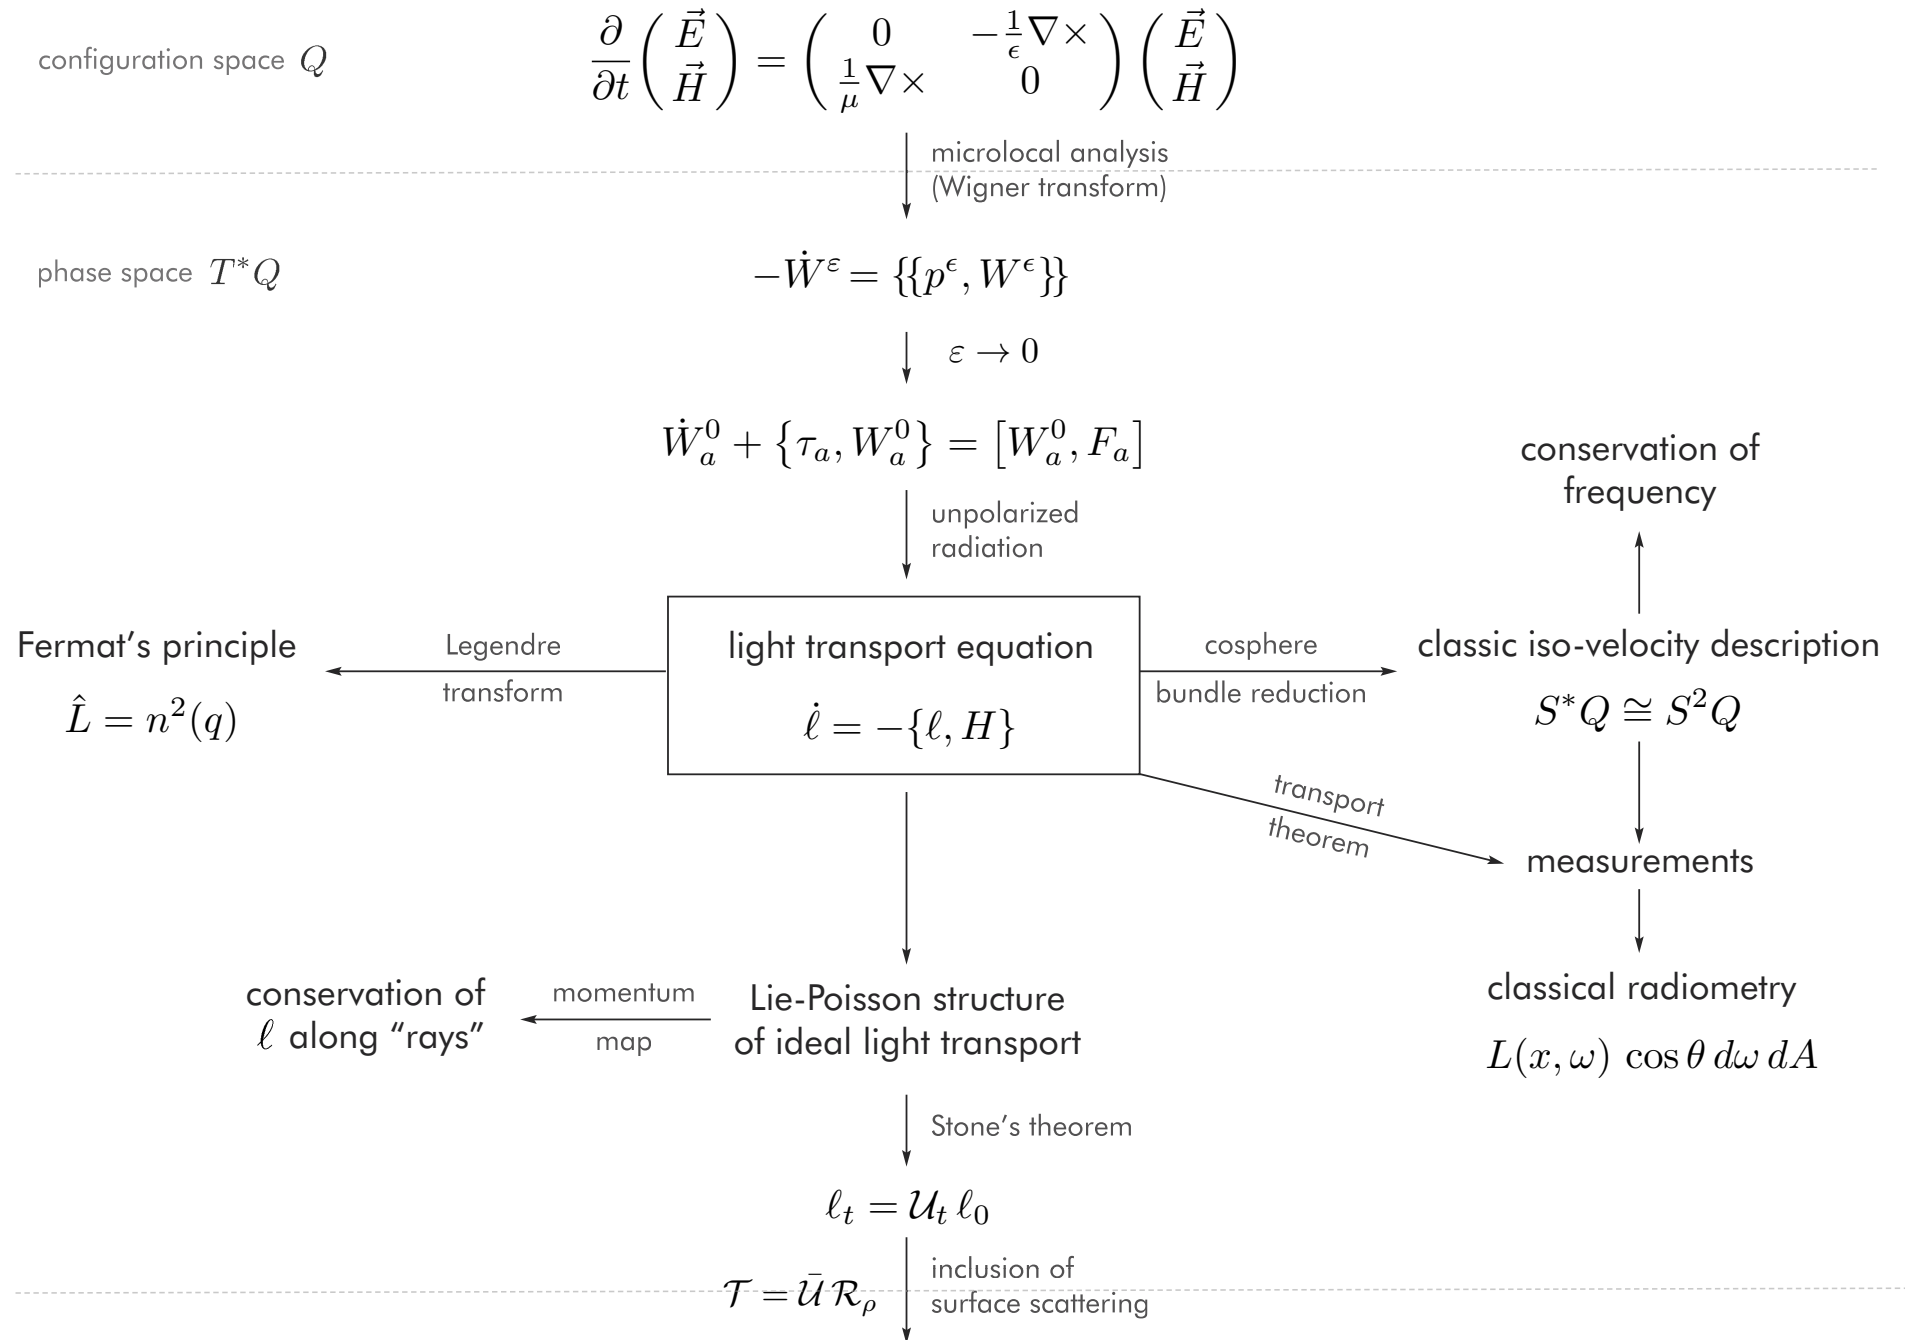 configuration space Q
∂/∂t (E⃗ H⃗) = (0 −1/ϵ ∇× 1/μ ∇× 0) (E⃗ H⃗)
microlocal analysis
(Wigner transform)
phase space T*Q
−Ẇ^ε = {{p^ϵ, W^ϵ}}
ε → 0
Ẇ_a^0 + {τ_a, W_a^0} = [W_a^0, F_a]
conservation of
frequency
unpolarized
radiation
Fermat's principle
L̂ = n²(q)
Legendre
transform
light transport equation
ℓ̇ = −{ℓ, H}
cosphere
bundle reduction
classic iso-velocity description
S*Q ≅ S²Q
transport
theorem
measurements
conservation of
ℓ along “rays”
momentum
map
Lie-Poisson structure
of ideal light transport
classical radiometry
L(x, ω) cos θ dω dA
Stone's theorem
ℓ_t = 𝒰_t ℓ_0
𝒯 = 𝒰̄ ℛ_ρ
inclusion of
surface scattering